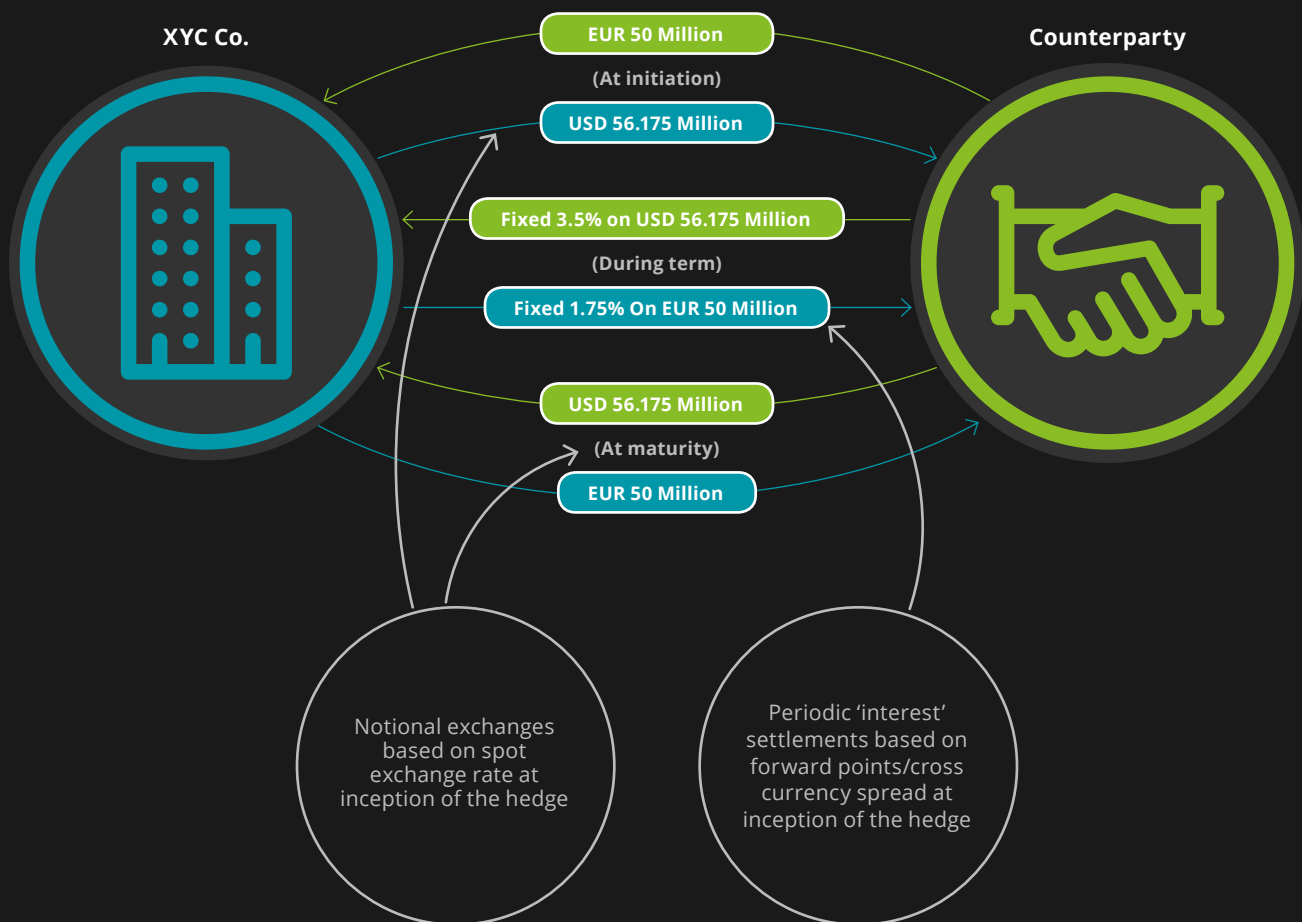 XYC Co.
Counterparty
EUR 50 Million
(At initiation)
USD 56.175 Million
Fixed 3.5% on USD 56.175 Million
(During term)
Fixed 1.75% On EUR 50 Million
USD 56.175 Million
(At maturity)
EUR 50 Million
Notional exchanges
based on spot
exchange rate at
inception of the hedge
Periodic ‘interest’
settlements based on
forward points/cross
currency spread at
inception of the hedge